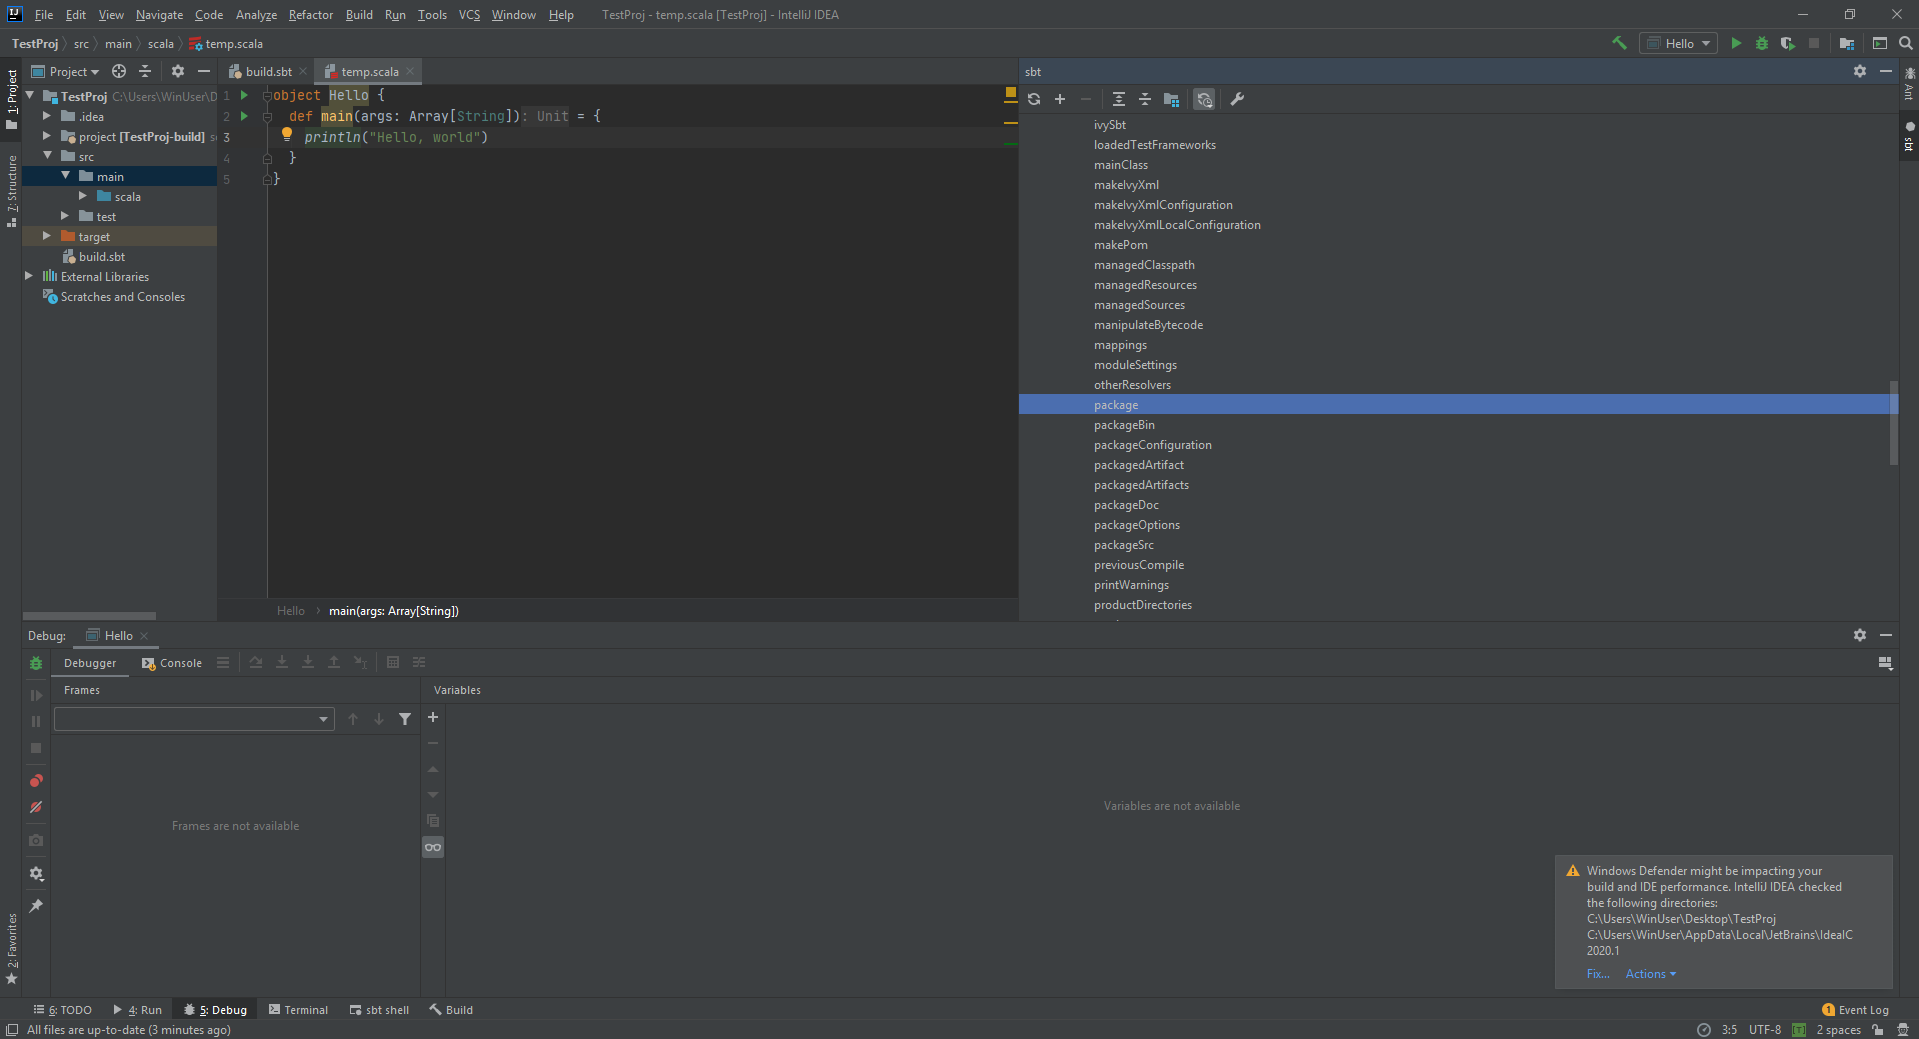 File Edit View Navigate Code Analyze Refactor Build Run Tools VCS Window Help TestProj - temp.scala [TestProj] - IntelliJ IDEA
TestProj src main scala temp.scala Hello
Project
build.sbt temp.scala
sbt
1: Project
7: Structure
2: Favorites
Ant
sbt
TestProj C:\Users\WinUser\D
.idea
project [TestProj-build]
src
main
scala
test
target
build.sbt
External Libraries
Scratches and Consoles
1 object Hello {
2 def main(args: Array[String]): Unit = {
3 println("Hello, world")
4 }
5 }
Hello main(args: Array[String])
ivySbt
loadedTestFrameworks
mainClass
makeIvyXml
makeIvyXmlConfiguration
makeIvyXmlLocalConfiguration
makePom
managedClasspath
managedResources
managedSources
manipulateBytecode
mappings
moduleSettings
otherResolvers
package
packageBin
packageConfiguration
packagedArtifact
packagedArtifacts
packageDoc
packageOptions
packageSrc
previousCompile
printWarnings
productDirectories
Debug: Hello
Debugger Console
Frames Variables
Frames are not available
Variables are not available
Windows Defender might be impacting your
build and IDE performance. IntelliJ IDEA checked
the following directories:
C:\Users\WinUser\Desktop\TestProj
C:\Users\WinUser\AppData\Local\JetBrains\IdeaIC
2020.1
Fix... Actions
6: TODO 4: Run 5: Debug Terminal sbt shell Build 1 Event Log
All files are up-to-date (3 minutes ago) 3:5 UTF-8 [T] 2 spaces